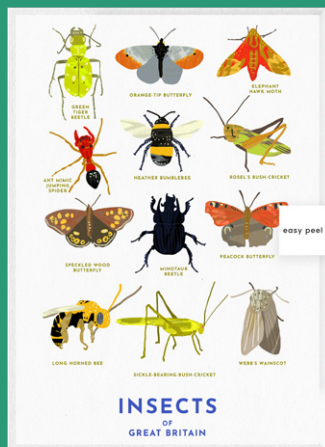 ORANGE-TIP BUTTERFLY
ELEPHANT
HAWK MOTH
GREEN
TIGER
BEETLE
ANT MIMIC
JUMPING
SPIDER
HEATHER BUMBLEBEE
ROSEL'S BUSH-CRICKET
SPECKLED WOOD
BUTTERFLY
MINOTAUR
BEETLE
PEACOCK BUTTERFLY
easy peel
LONG HORNED BEE
SICKLE-BEARING-BUSH-CRICKET
WEBB'S WAINSCOT
INSECTS
OF
GREAT BRITAIN